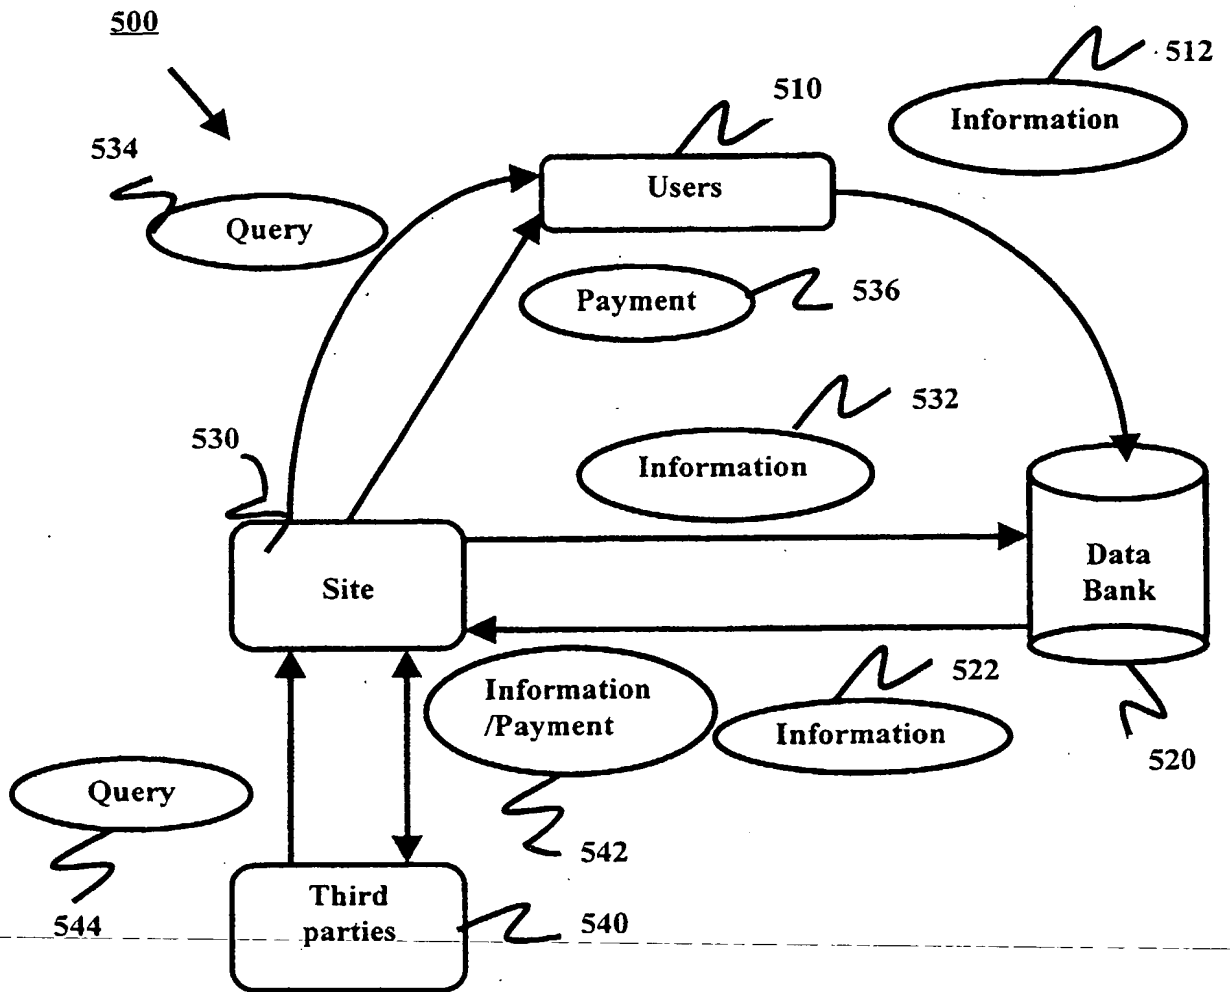 500
512
510
Information
534
Users
Query
Payment
536
532
530
Information
Data
Bank
Site
522
Information
/Payment
Information
520
Query
542
Third
parties
540
544